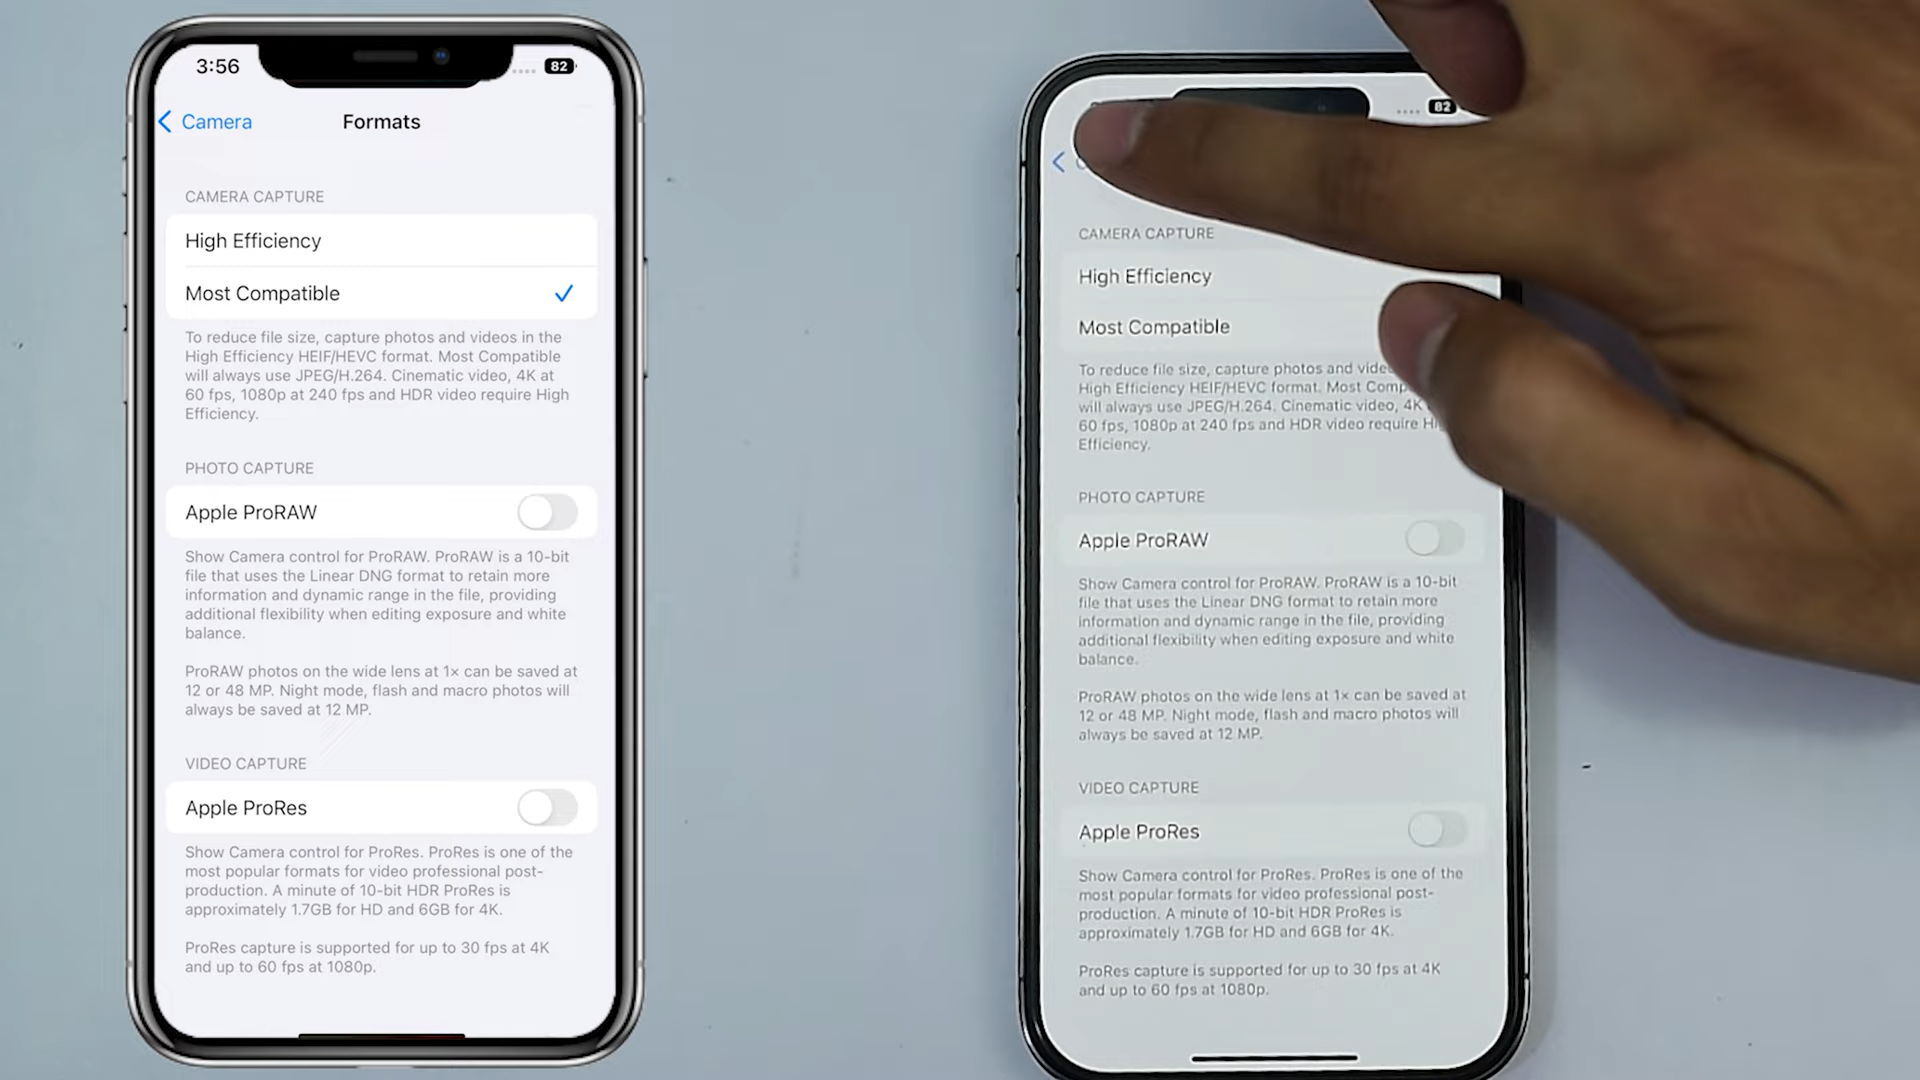 3:56
82
Camera
Formats
CAMERA CAPTURE
High Efficiency
Most Compatible
To reduce file size, capture photos and videos in the
High Efficiency HEIF/HEVC format. Most Compatible
will always use JPEG/H.264. Cinematic video, 4K at
60 fps, 1080p at 240 fps and HDR video require High
Efficiency.
PHOTO CAPTURE
Apple ProRAW
Show Camera control for ProRAW. ProRAW is a 10-bit
file that uses the Linear DNG format to retain more
information and dynamic range in the file, providing
additional flexibility when editing exposure and white
balance.
ProRAW photos on the wide lens at 1× can be saved at
12 or 48 MP. Night mode, flash and macro photos will
always be saved at 12 MP.
VIDEO CAPTURE
Apple ProRes
Show Camera control for ProRes. ProRes is one of the
most popular formats for video professional post-
production. A minute of 10-bit HDR ProRes is
approximately 1.7GB for HD and 6GB for 4K.
ProRes capture is supported for up to 30 fps at 4K
and up to 60 fps at 1080p.
82
CAMERA CAPTURE
High Efficiency
Most Compatible
To reduce file size, capture photos and
High Efficiency HEIF/HEVC format. Most
will always use JPEG/H.264. Cinematic video, 4K
60 fps, 1080p at 240 fps and HDR video require
Efficiency.
PHOTO CAPTURE
Apple ProRAW
Show Camera control for ProRAW. ProRAW is a 10-bit
file that uses the Linear DNG format to retain more
information and dynamic range in the file, providing
additional flexibility when editing exposure and white
balance.
ProRAW photos on the wide lens at 1× can be saved at
12 or 48 MP. Night mode, flash and macro photos will
always be saved at 12 MP.
VIDEO CAPTURE
Apple ProRes
Show Camera control for ProRes. ProRes is one of the
most popular formats for video professional post-
production. A minute of 10-bit HDR ProRes is
approximately 1.7GB for HD and 6GB for 4K.
ProRes capture is supported for up to 30 fps at 4K
and up to 60 fps at 1080p.